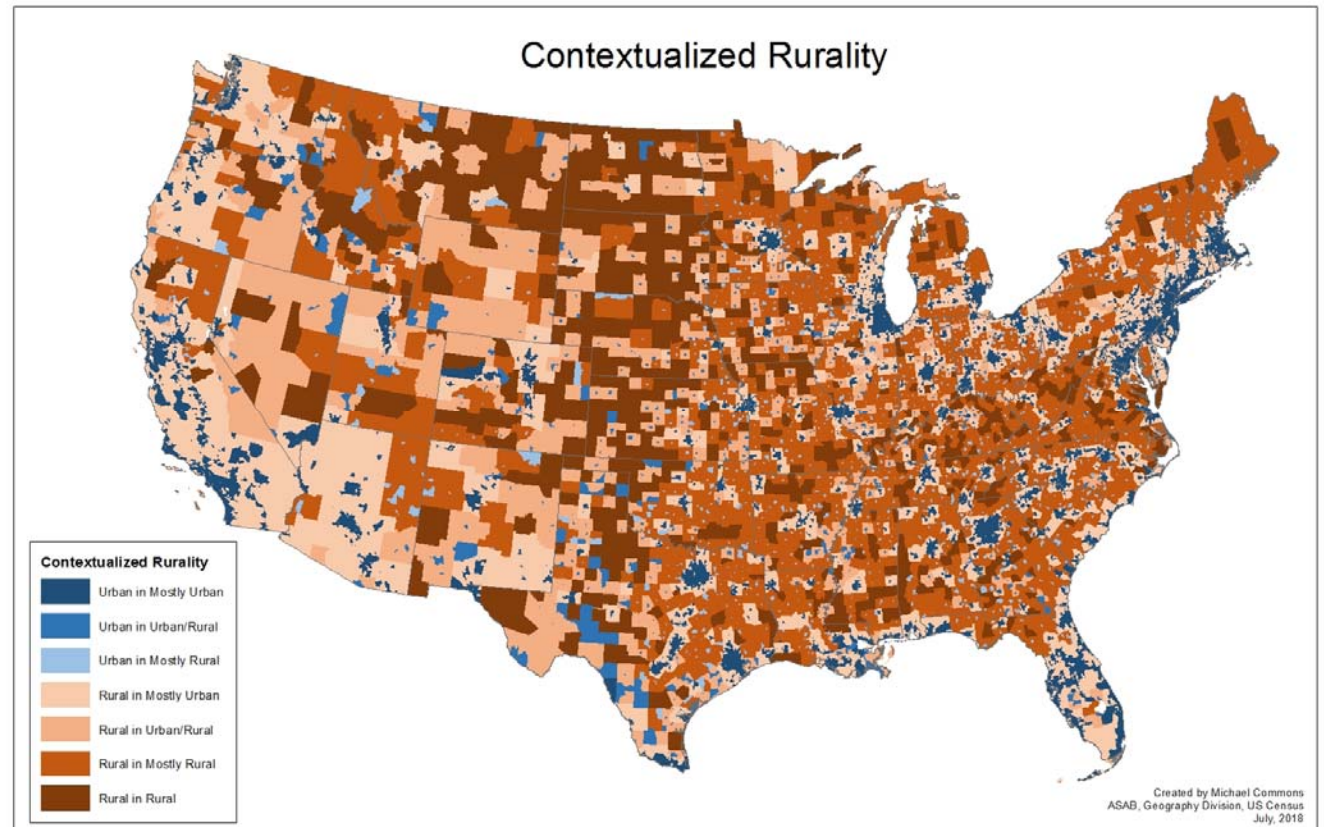 Contextualized Rurality
Contextualized Rurality
Urban in Mostly Urban
Urban in Urban/Rural
Urban in Mostly Rural
Rural in Mostly Urban
Rural in Urban/Rural
Rural in Mostly Rural
Rural in Rural
Created by Michael Commons
ASAB, Geography Division, US Census
July, 2018